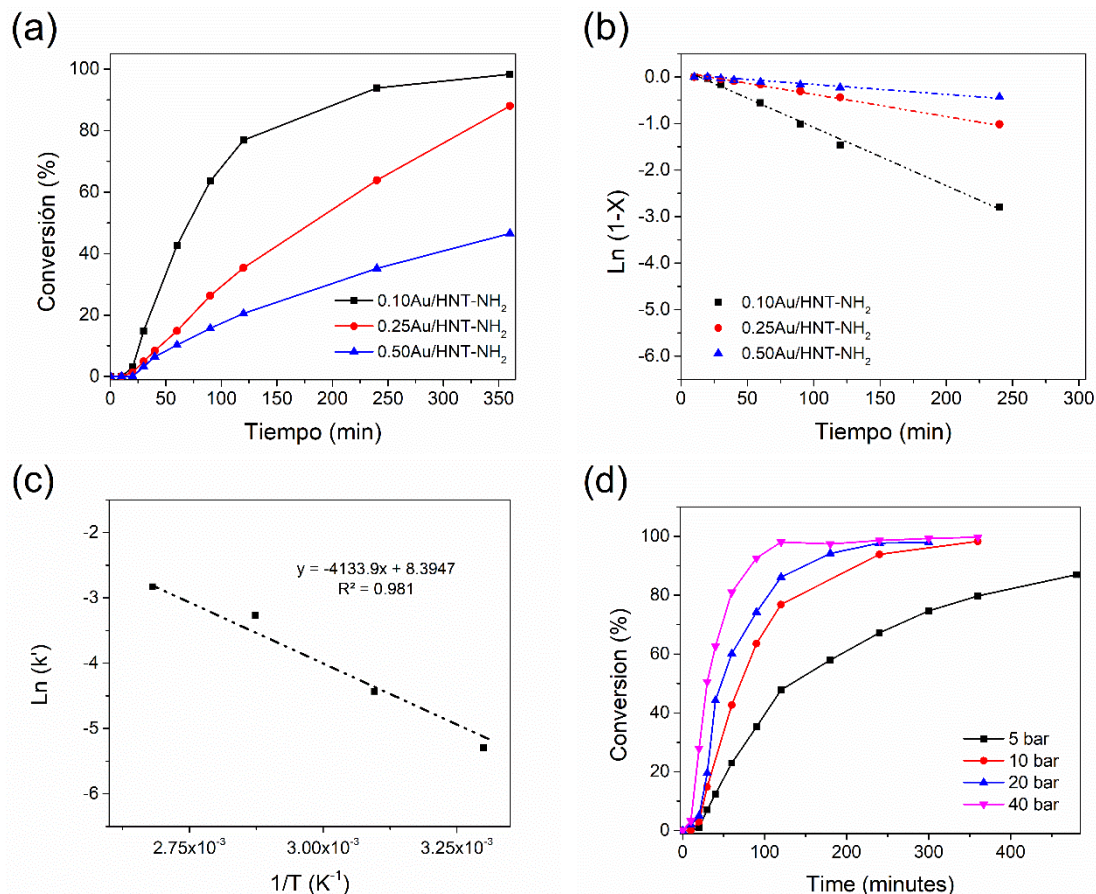 (a)
Conversión (%)
100
80
60
40
20
0
0.10Au/HNT-NH₂
0.25Au/HNT-NH₂
0.50Au/HNT-NH₂
0 50 100 150 200 250 300 350
Tiempo (min)
(b)
Ln (1-X)
0.0
-1.0
-2.0
-3.0
-4.0
-5.0
-6.0
0.10Au/HNT-NH₂
0.25Au/HNT-NH₂
0.50Au/HNT-NH₂
0 50 100 150 200 250 300
Tiempo (min)
(c)
Ln (k')
-2
-3
-4
-5
-6
y = -4133.9x + 8.3947
R² = 0.981
2.75x10⁻³ 3.00x10⁻³ 3.25x10⁻³
1/T (K⁻¹)
(d)
Conversion (%)
100
80
60
40
20
0
5 bar
10 bar
20 bar
40 bar
0 100 200 300 400
Time (minutes)